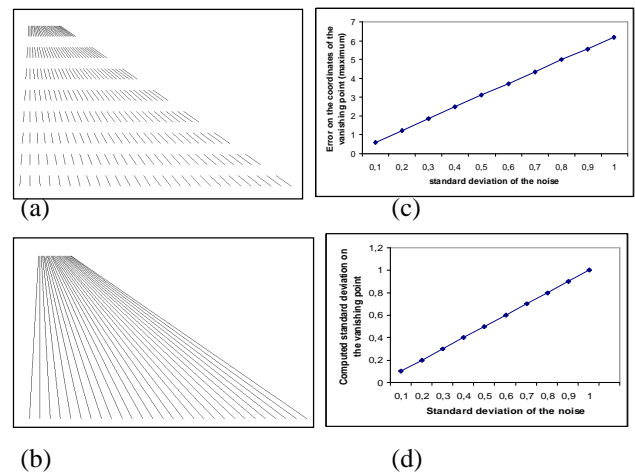 (a)
7
6
5
4
3
2
1
0
Error on the coordinates of the
vanishing point (maximum)
0,1 0,2 0,3 0,4 0,5 0,6 0,7 0,8 0,9 1
standard deviation of the noise
(c)
(b)
1,2
1
0,8
0,6
0,4
0,2
0
Computed standard deviation on
the vanishing point
0,1 0,2 0,3 0,4 0,5 0,6 0,7 0,8 0,9 1
Standard deviation of the noise
(d)